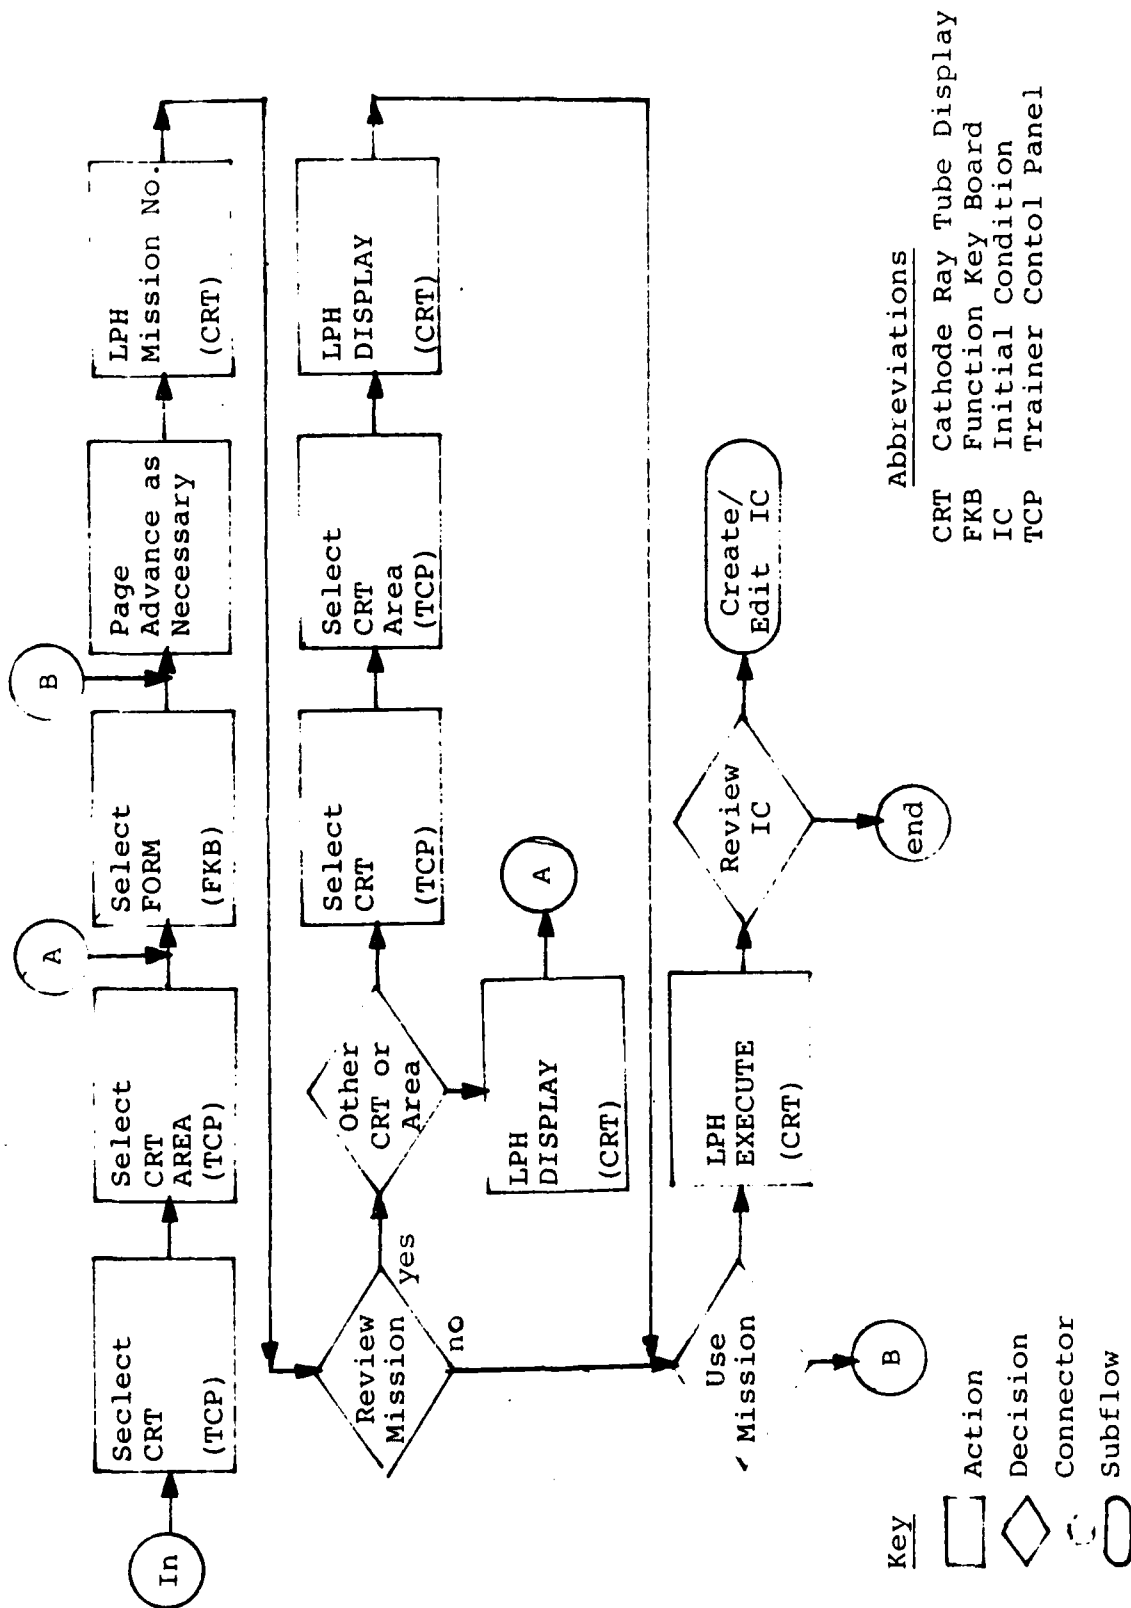 In
Seclect
CRT
(TCP)
Select
CRT
AREA
(TCP)
A
Select
FORM
(FKB)
B
Page
Advance as
Necessary
LPH
Mission No.
(CRT)
Review
Mission
yes
no
Other
CRT or
Area
Select
CRT
(TCP)
Select
CRT
Area
(TCP)
LPH
DISPLAY
(CRT)
LPH
DISPLAY
(CRT)
A
Use
Mission
B
LPH
EXECUTE
(CRT)
Review
IC
end
Create/
Edit IC
Key
Action
Decision
Connector
Subflow
Abbreviations
CRT Cathode Ray Tube Display
FKB Function Key Board
IC Initial Condition
TCP Trainer Contol Panel